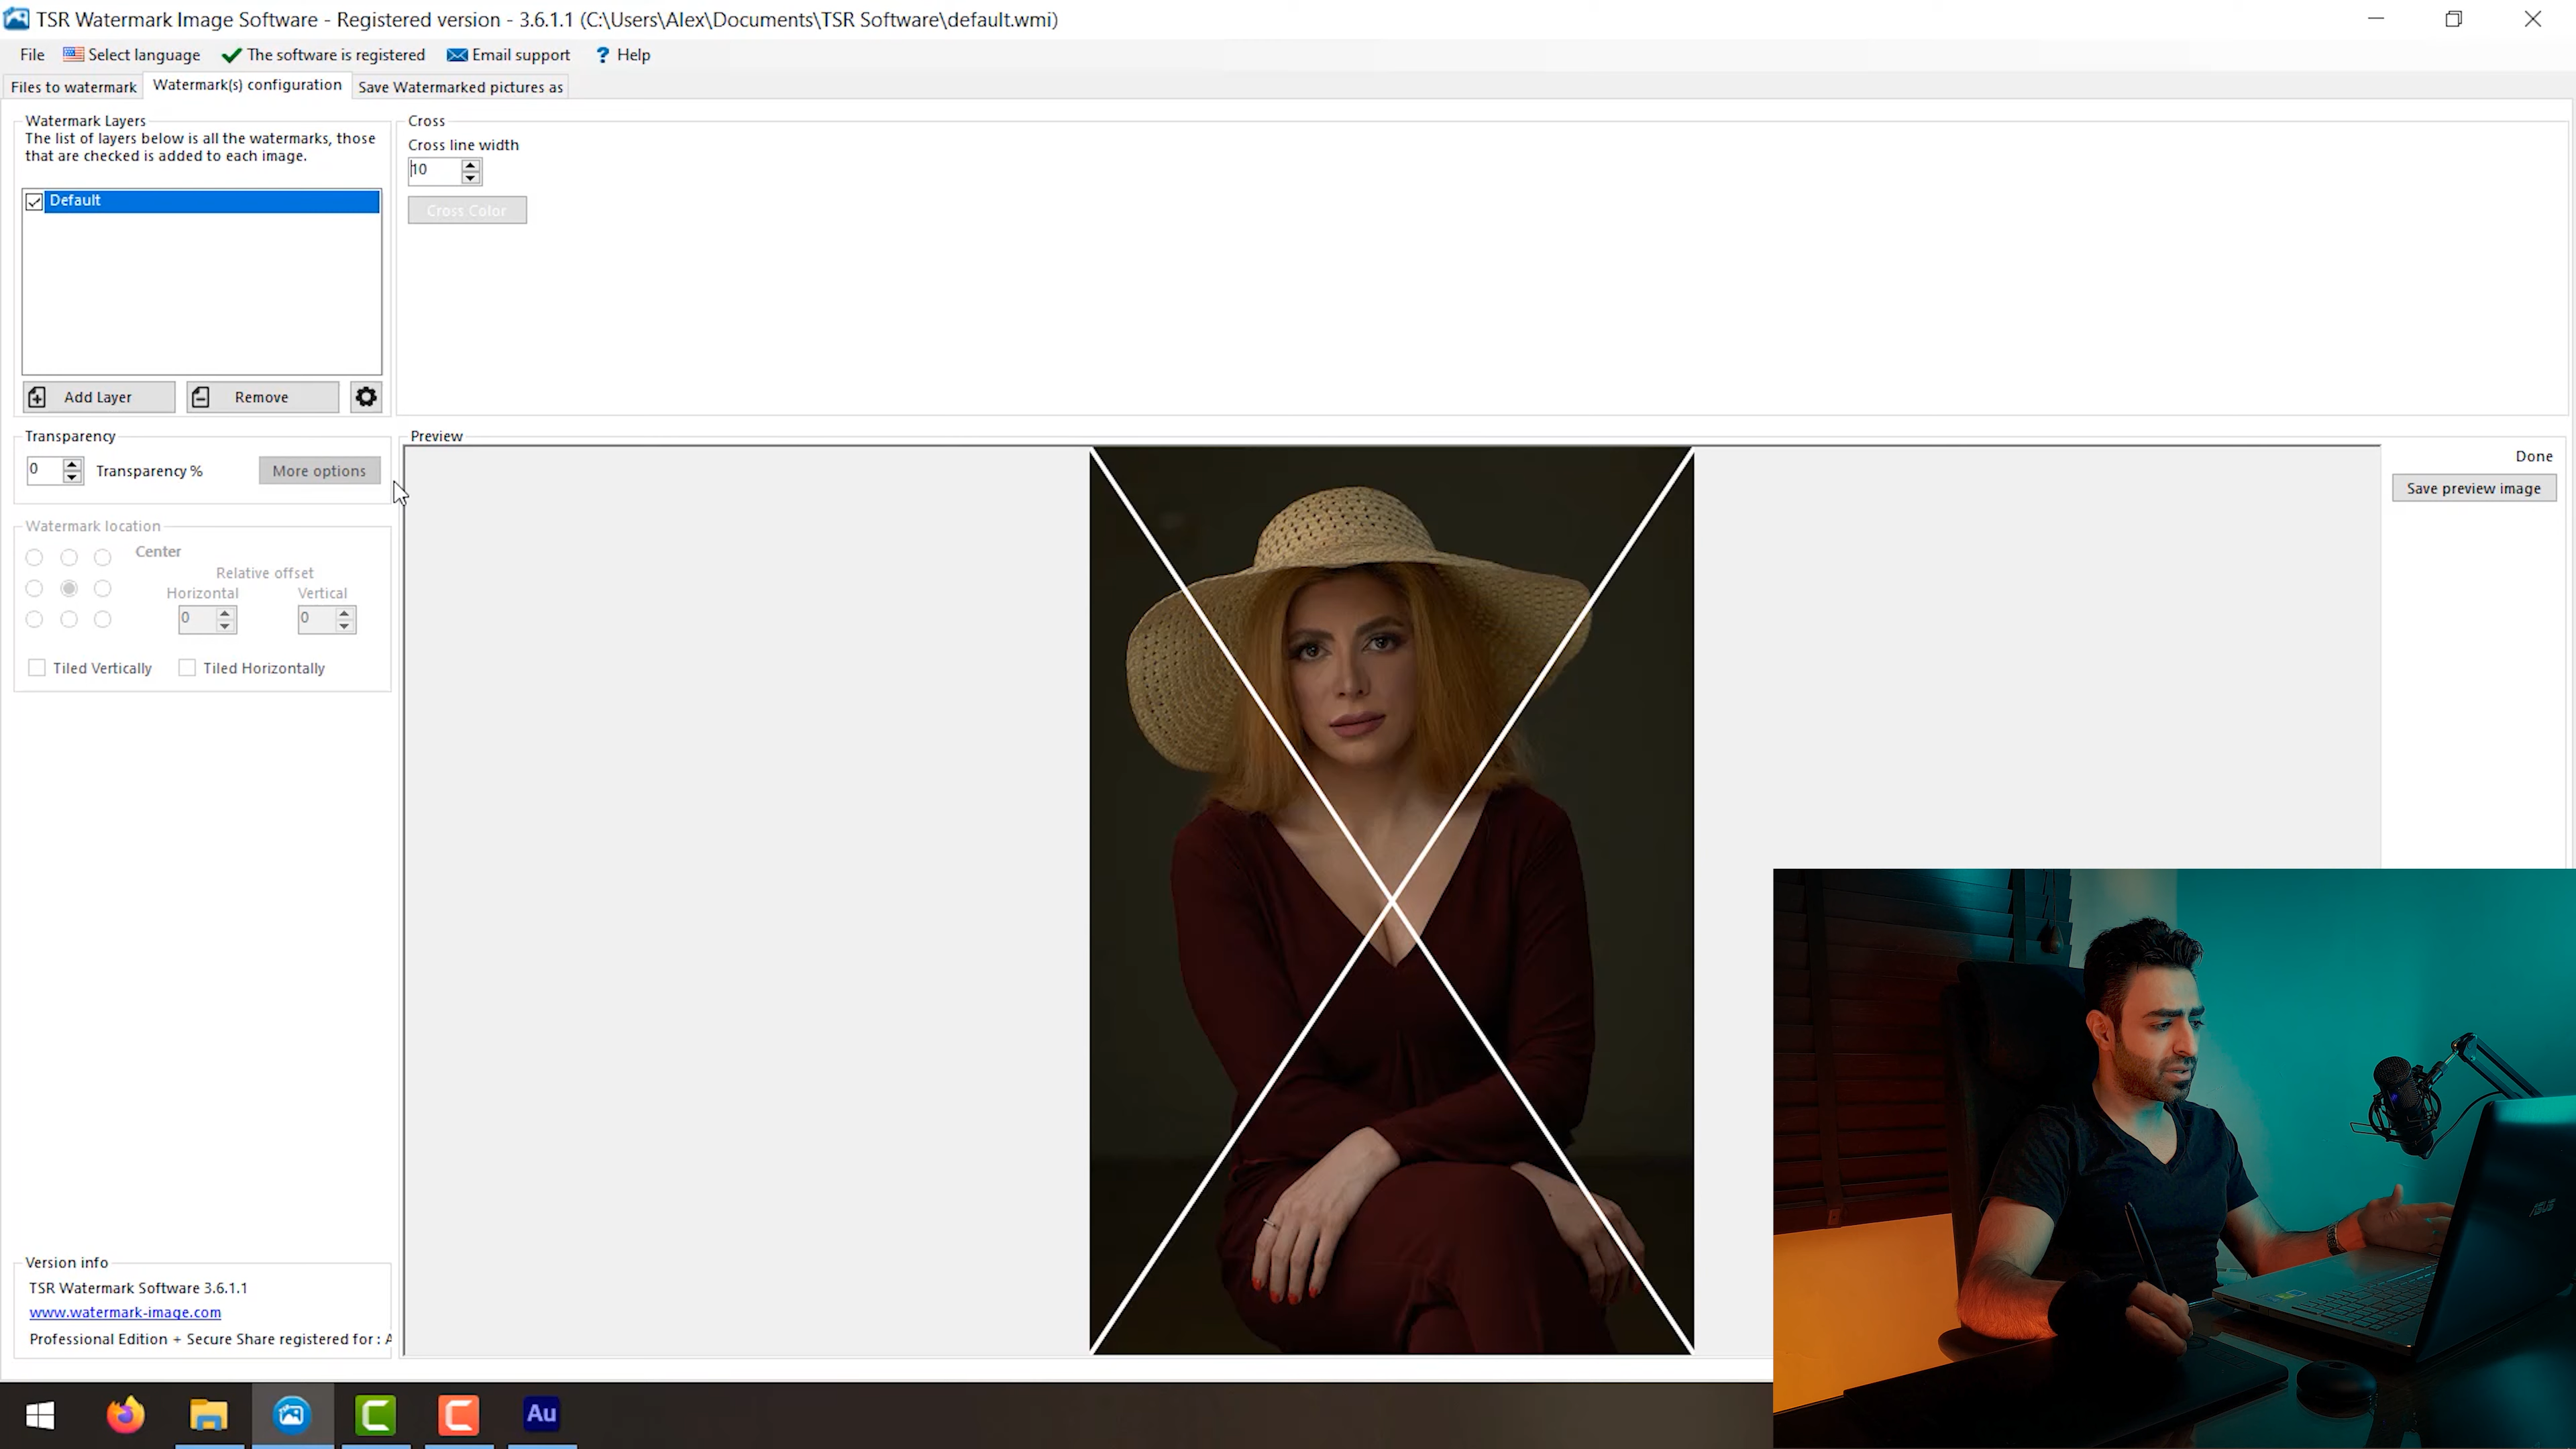 TSR Watermark Image Software - Registered version - 3.6.1.1 (C:\Users\Alex\Documents\TSR Software\default.wmi)
File Select language The software is registered Email support ? Help
Files to watermark Watermark(s) configuration Save Watermarked pictures as
Watermark Layers
The list of layers below is all the watermarks, those
that are checked is added to each image.
Default
Add Layer Remove
Cross
Cross line width
10
Cross Color
Transparency
0 Transparency % More options
Watermark location
Center
Relative offset
Horizontal Vertical
0 0
Tiled Vertically Tiled Horizontally
Preview
Done
Save preview image
Version info
TSR Watermark Software 3.6.1.1
www.watermark-image.com
Professional Edition + Secure Share registered for : A
ASUS
Au